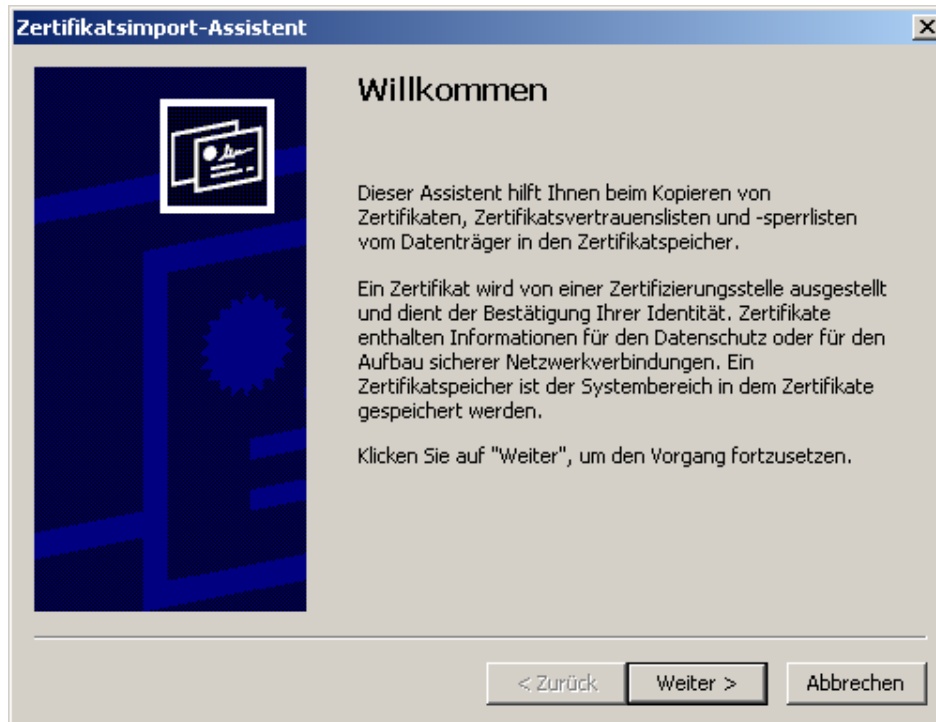 Zertifikatsimport-Assistent
Willkommen
Dieser Assistent hilft Ihnen beim Kopieren von
Zertifikaten, Zertifikatsvertrauenslisten und -sperrlisten
vom Datenträger in den Zertifikatspeicher.
Ein Zertifikat wird von einer Zertifizierungsstelle ausgestellt
und dient der Bestätigung Ihrer Identität. Zertifikate
enthalten Informationen für den Datenschutz oder für den
Aufbau sicherer Netzwerkverbindungen. Ein
Zertifikatspeicher ist der Systembereich in dem Zertifikate
gespeichert werden.
Klicken Sie auf "Weiter", um den Vorgang fortzusetzen.
< Zurück Weiter > Abbrechen